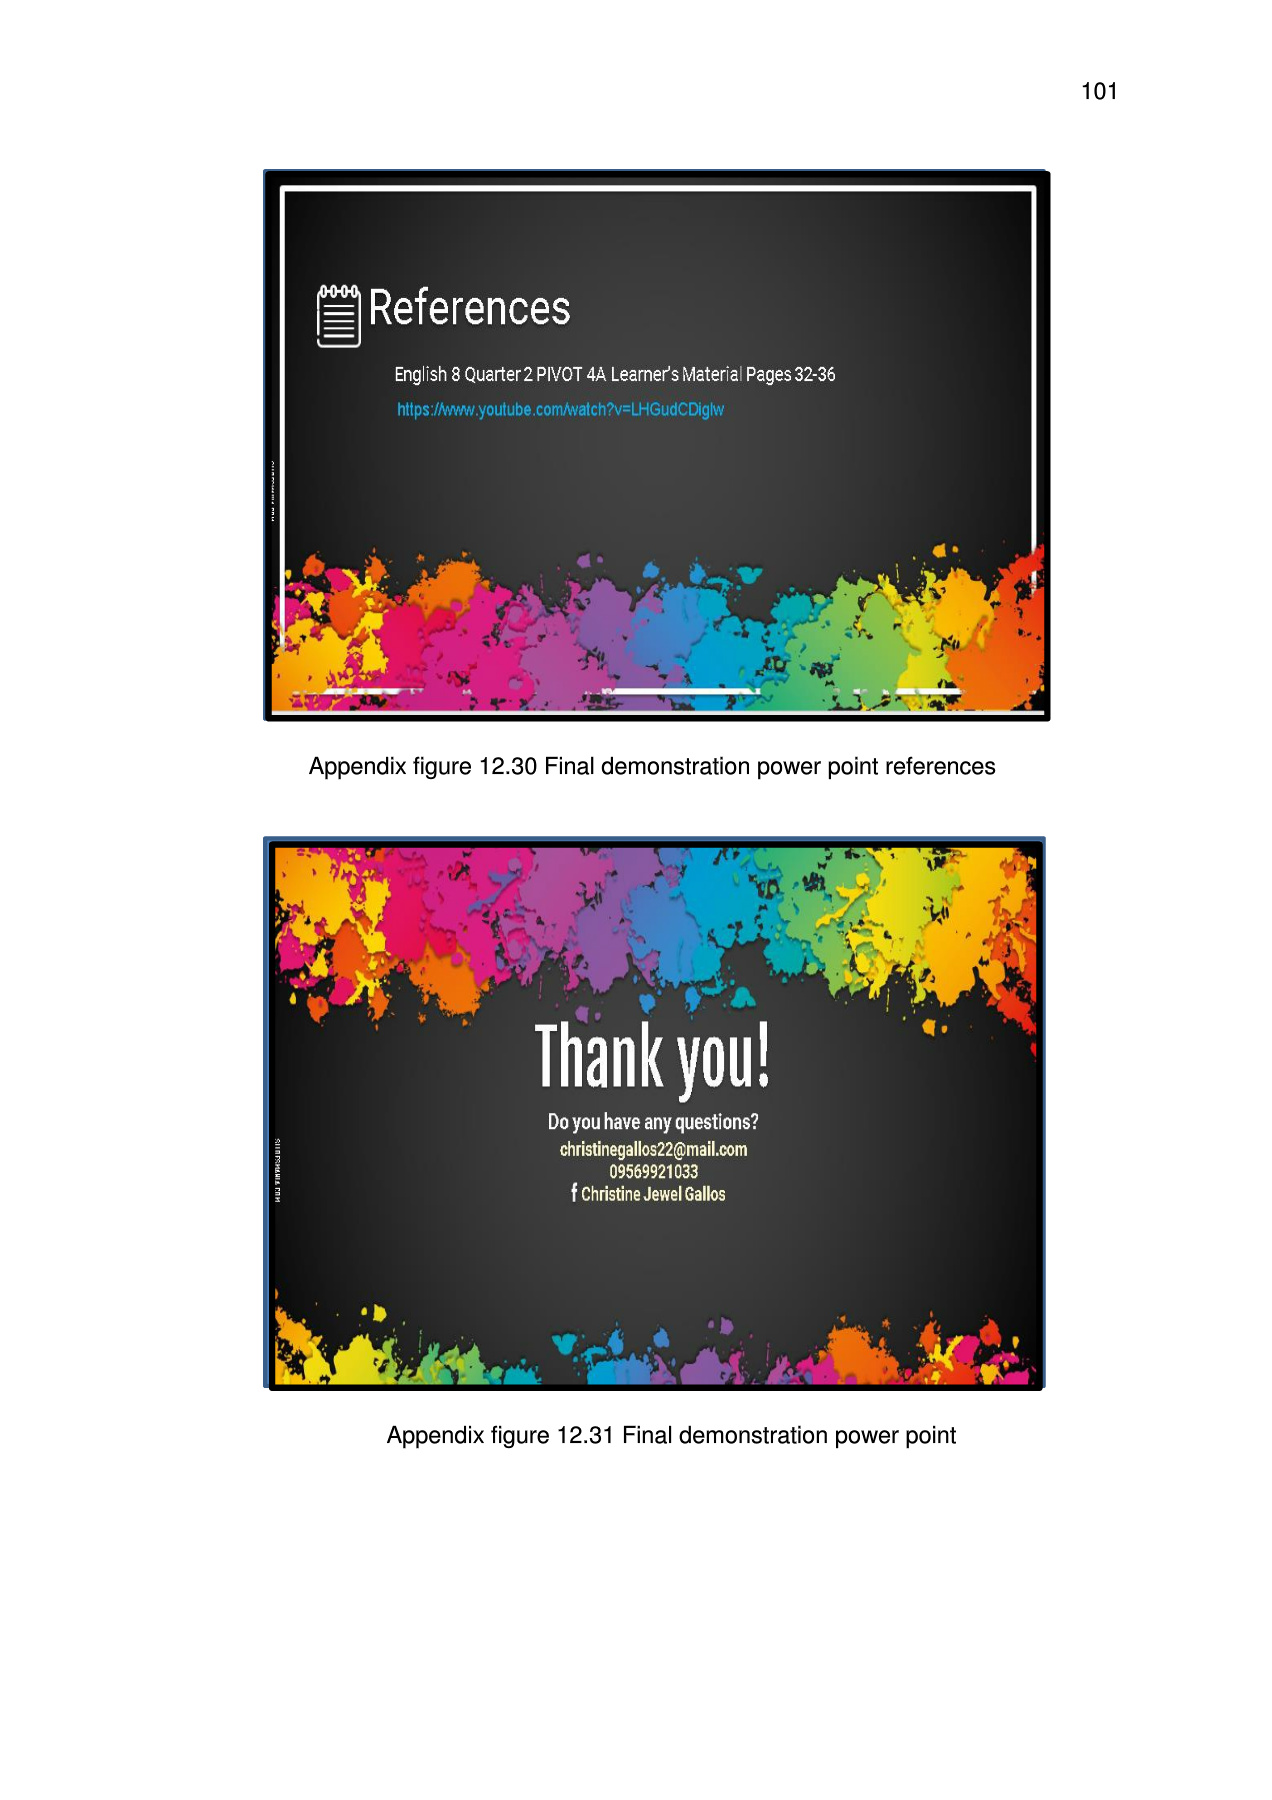 101
References
English 8 Quarter 2 PIVOT 4A Learner's Material Pages 32-36
https://www.youtube.com/watch?v=LHGudCDiglw
Appendix figure 12.30 Final demonstration power point references
Thank you!
Do you have any questions?
christinegallos22@mail.com
09569921033
f Christine Jewel Gallos
SLIDESMANIA.COM
Appendix figure 12.31 Final demonstration power point